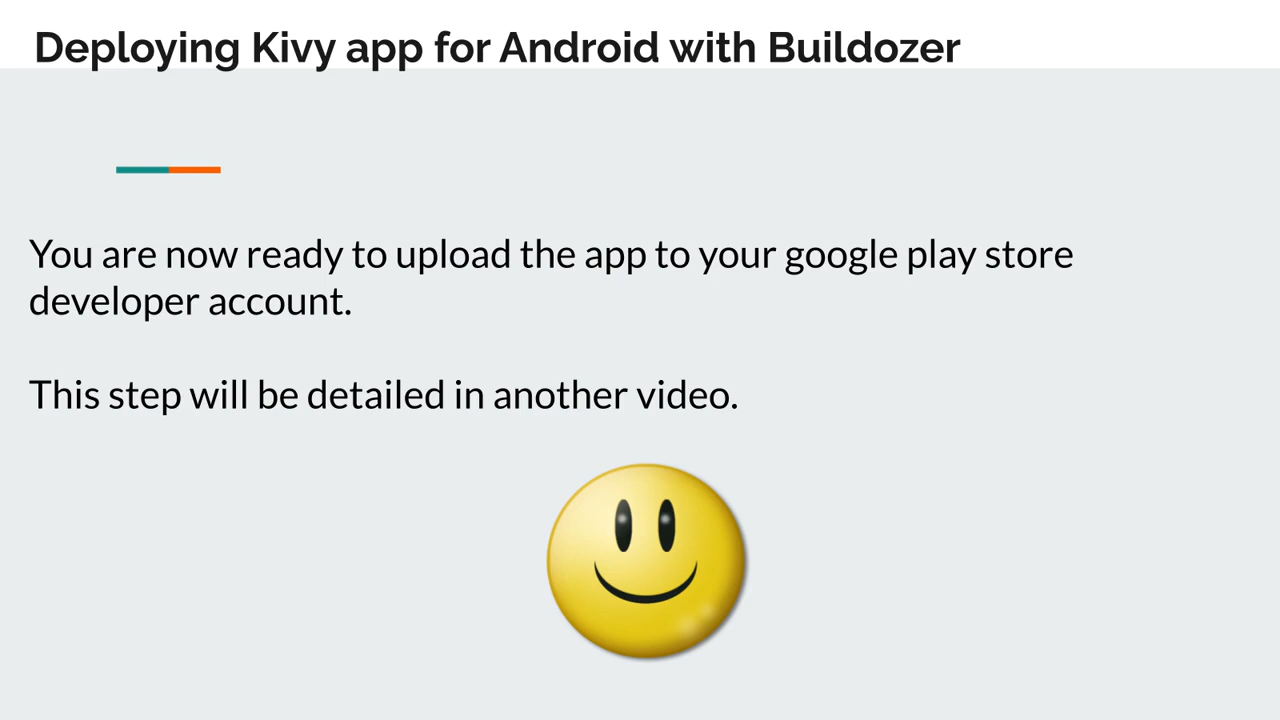 Deploying Kivy app for Android with Buildozer
You are now ready to upload the app to your google play store
developer account.
This step will be detailed in another video.